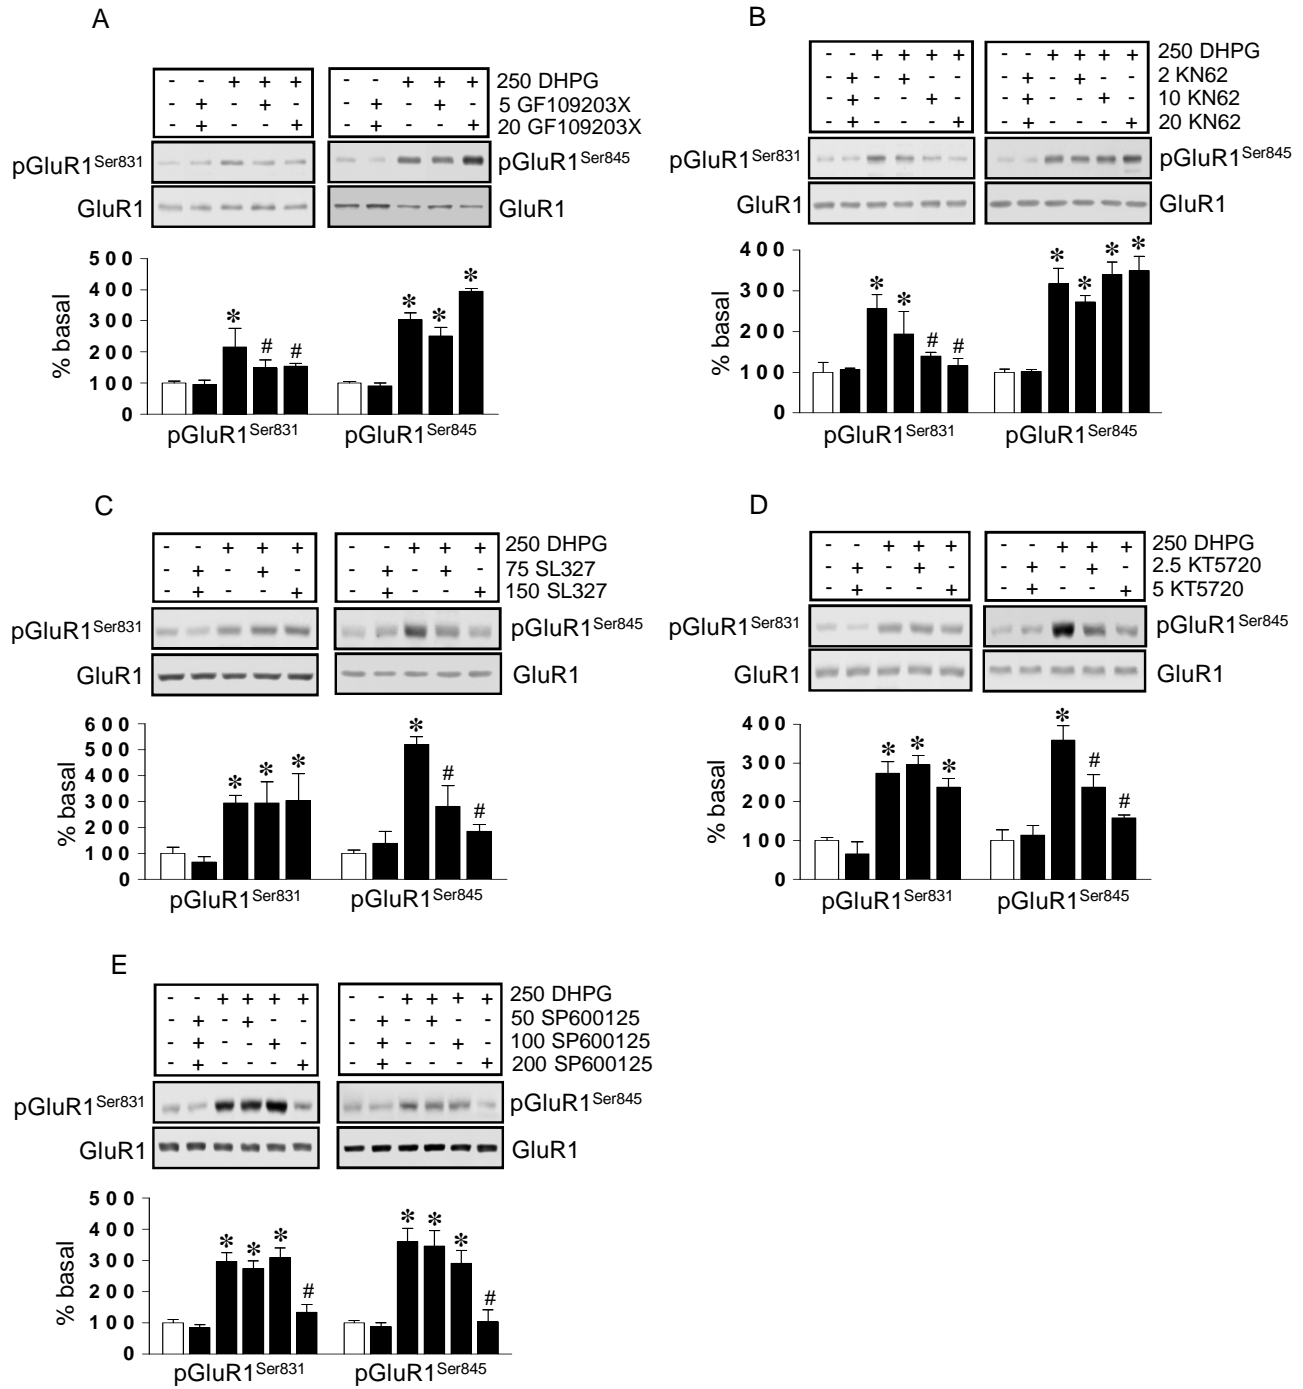 A
- - + + + - - + + + 250 DHPG
- + - + - - + - + - 5 GF109203X
- + - - + - + - - + 20 GF109203X
pGluR1Ser831 pGluR1Ser845
GluR1 GluR1
500
400
300
200
100
0
% basal
* # # * * *
pGluR1Ser831 pGluR1Ser845
B
- - + + + + - - + + + + 250 DHPG
- + - + - - - + - + - - 2 KN62
- + - - + - - + - - + - 10 KN62
- + - - - + - + - - - + 20 KN62
pGluR1Ser831 pGluR1Ser845
GluR1 GluR1
400
300
200
100
0
% basal
* * # # * * * *
pGluR1Ser831 pGluR1Ser845
C
- - + + + - - + + + 250 DHPG
- + - + - - + - + - 75 SL327
- + - - + - + - - + 150 SL327
pGluR1Ser831 pGluR1Ser845
GluR1 GluR1
600
500
400
300
200
100
0
% basal
* * * * # #
pGluR1Ser831 pGluR1Ser845
D
- - + + + - - + + + 250 DHPG
- + - + - - + - + - 2.5 KT5720
- + - - + - + - - + 5 KT5720
pGluR1Ser831 pGluR1Ser845
GluR1 GluR1
400
300
200
100
0
% basal
* * * * # #
pGluR1Ser831 pGluR1Ser845
E
- - + + + + - - + + + + 250 DHPG
- + - + - - - + - + - - 50 SP600125
- + - - + - - + - - + - 100 SP600125
- + - - - + - + - - - + 200 SP600125
pGluR1Ser831 pGluR1Ser845
GluR1 GluR1
500
400
300
200
100
0
% basal
* * * # * * * #
pGluR1Ser831 pGluR1Ser845